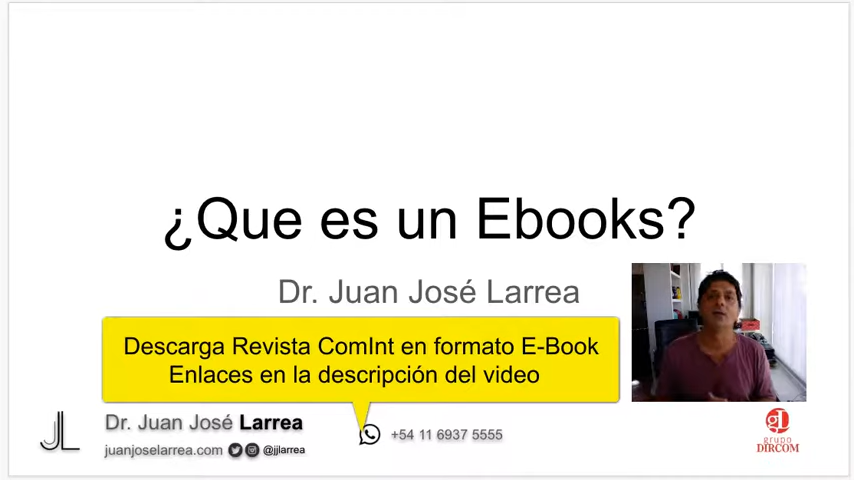 ¿Que es un Ebooks?
Dr. Juan José Larrea
Descarga Revista ComInt en formato E-Book
Enlaces en la descripción del video
JL
Dr. Juan José Larrea
juanjoselarrea.com @jjlarrea
+54 11 6937 5555
g
grupo
DIRCOM